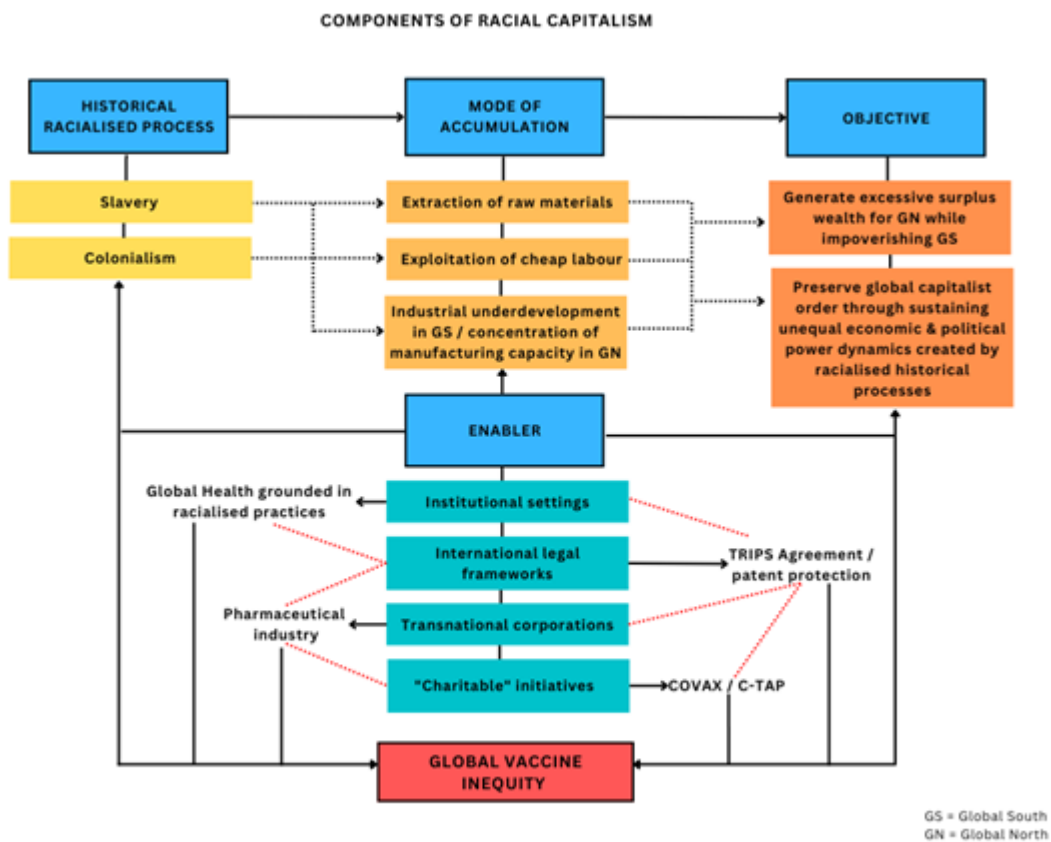 COMPONENTS OF RACIAL CAPITALISM
HISTORICAL
RACIALISED PROCESS
MODE OF
ACCUMULATION
OBJECTIVE
Slavery
Colonialism
Extraction of raw materials
Exploitation of cheap labour
Industrial underdevelopment
in GS / concentration of
manufacturing capacity in GN
Generate excessive surplus
wealth for GN while
impoverishing GS
Preserve global capitalist
order through sustaining
unequal economic & political
power dynamics created by
racialised historical
processes
ENABLER
Global Health grounded in
racialised practices
Institutional settings
International legal
frameworks
TRIPS Agreement /
patent protection
Pharmaceutical
industry
Transnational corporations
"Charitable" initiatives
COVAX / C-TAP
GLOBAL VACCINE
INEQUITY
GS = Global South
GN = Global North